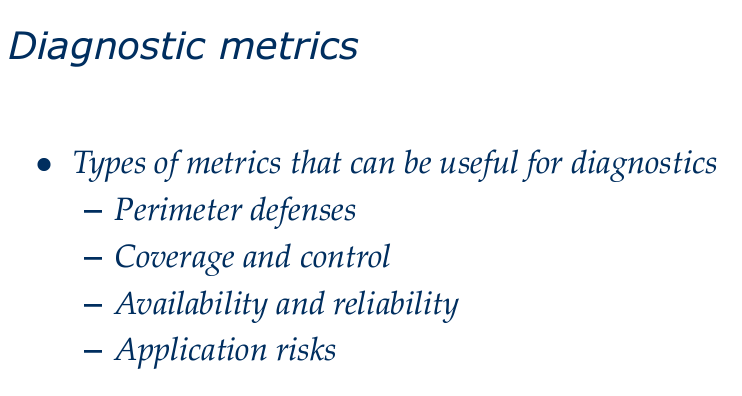 Diagnostic metrics
● Types of metrics that can be useful for diagnostics
– Perimeter defenses
– Coverage and control
– Availability and reliability
– Application risks